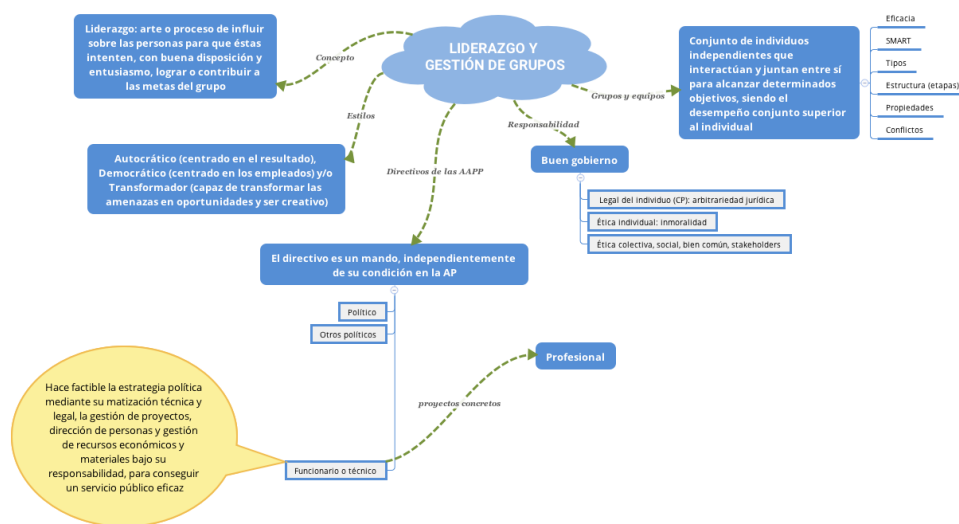 LIDERAZGO Y
GESTIÓN DE GRUPOS
Concepto
Liderazgo: arte o proceso de influir
sobre las personas para que éstas
intenten, con buena disposición y
entusiasmo, lograr o contribuir a
las metas del grupo
Estilos
Autocrático (centrado en el resultado),
Democrático (centrado en los empleados) y/o
Transformador (capaz de transformar las
amenazas en oportunidades y ser creativo)
Directivos de las AAPP
El directivo es un mando, independientemente
de su condición en la AP
Político
Otros políticos
Funcionario o técnico
Hace factible la estrategia política
mediante su matización técnica y
legal, la gestión de proyectos,
dirección de personas y gestión
de recursos económicos y
materiales bajo su
responsabilidad, para conseguir
un servicio público eficaz
proyectos concretos
Profesional
Responsabilidad
Buen gobierno
Legal del individuo (CP): arbitrariedad jurídica
Ética individual: inmoralidad
Ética colectiva, social, bien común, stakeholders
Grupos y equipos
Conjunto de individuos
independientes que
interactúan y juntan entre sí
para alcanzar determinados
objetivos, siendo el
desempeño conjunto superior
al individual
Eficacia
SMART
Tipos
Estructura (etapas)
Propiedades
Conflictos